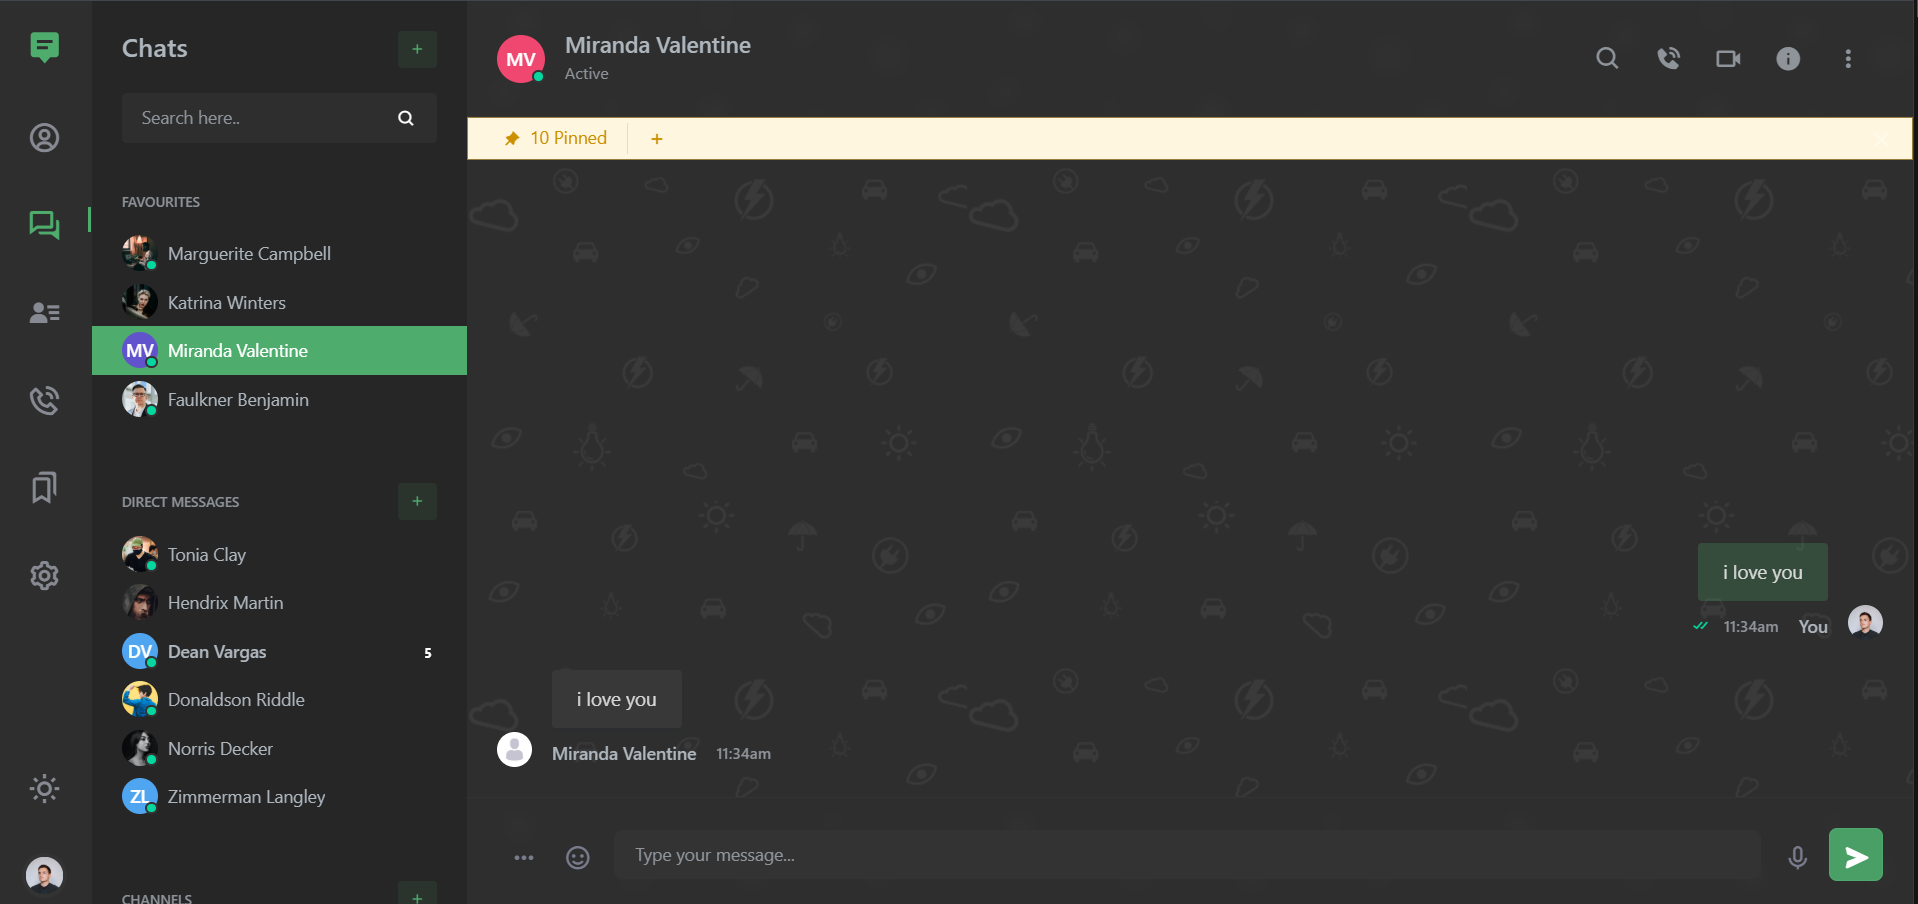 Chats
+
Search here..
FAVOURITES
Marguerite Campbell
Katrina Winters
MV Miranda Valentine
Faulkner Benjamin
DIRECT MESSAGES +
Tonia Clay
Hendrix Martin
DV Dean Vargas 5
Donaldson Riddle
Norris Decker
ZL Zimmerman Langley
CHANNELS +
MV Miranda Valentine
Active
10 Pinned +
i love you
11:34am You
i love you
Miranda Valentine 11:34am
Type your message...